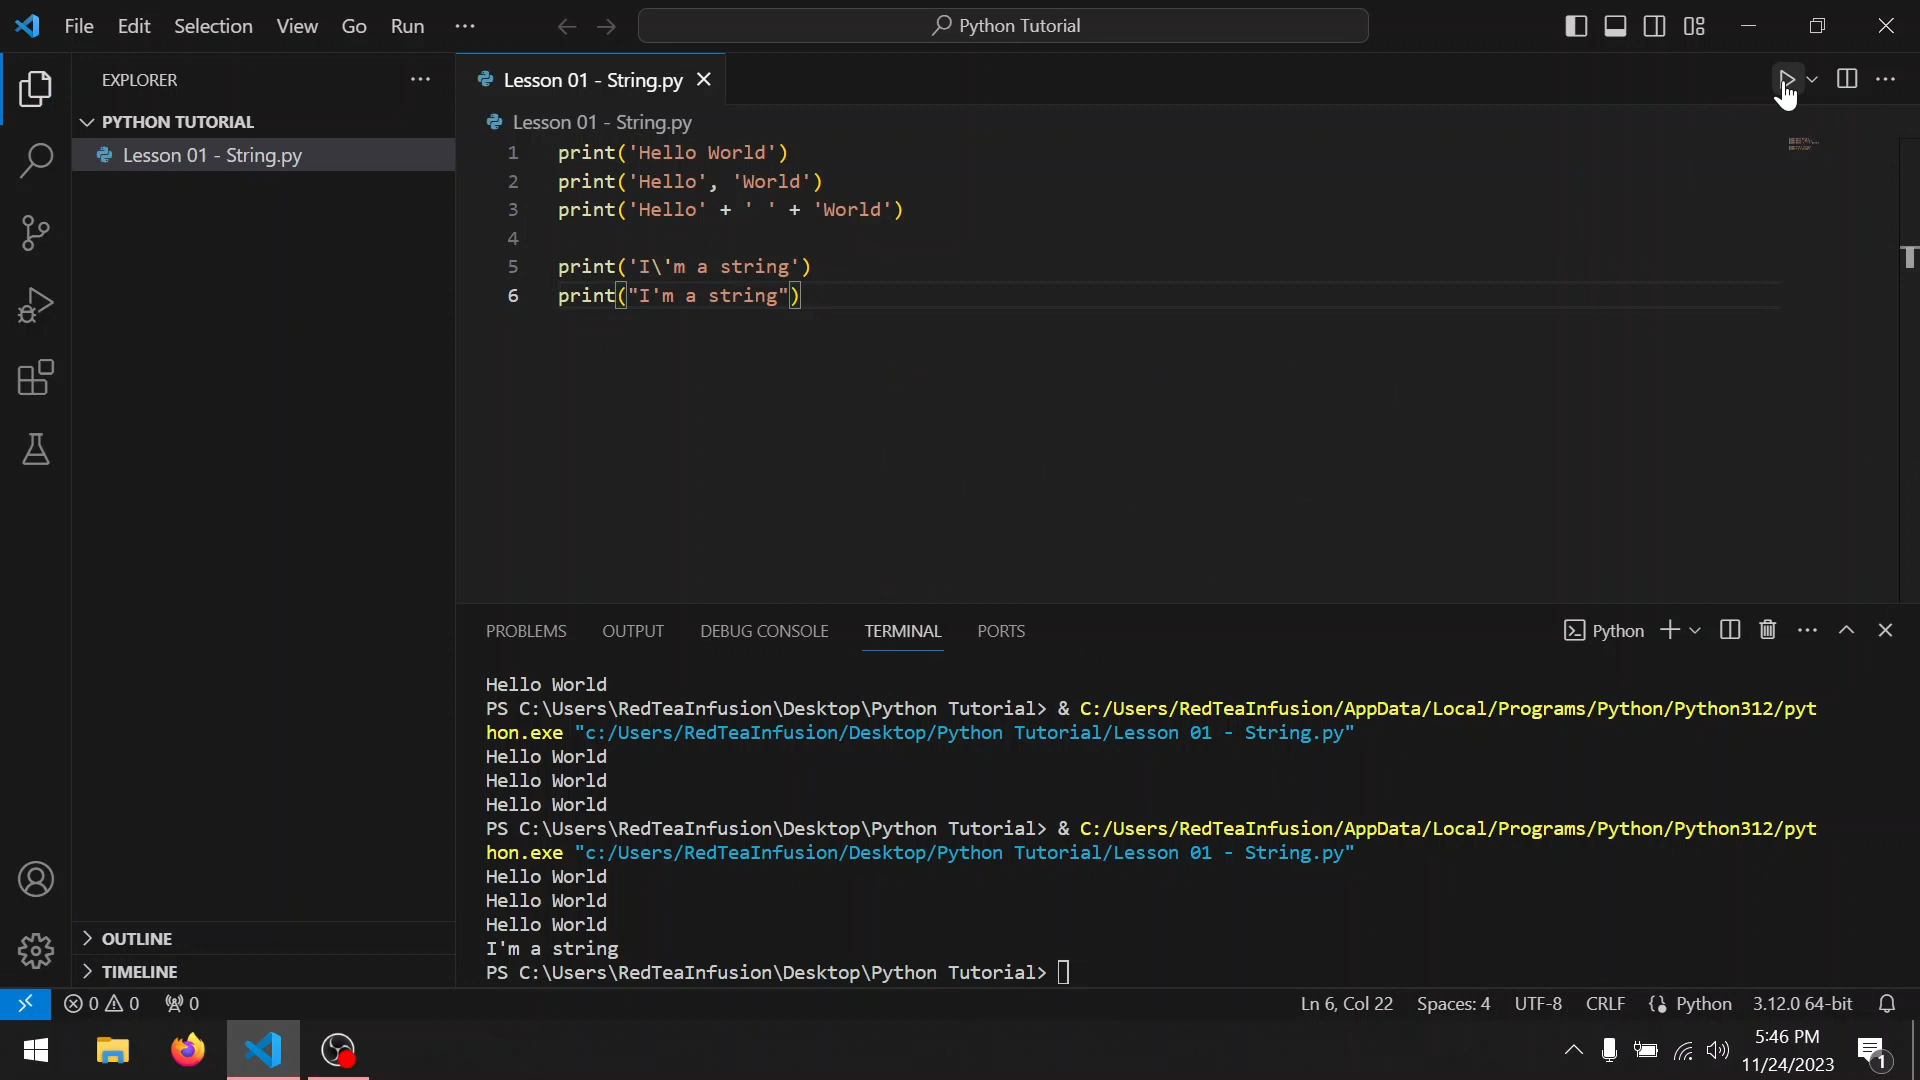 File Edit Selection View Go Run ···
Python Tutorial
EXPLORER ···
PYTHON TUTORIAL
Lesson 01 - String.py
OUTLINE
TIMELINE
Lesson 01 - String.py
Lesson 01 - String.py
1 print('Hello World')
2 print('Hello', 'World')
3 print('Hello' + ' ' + 'World')
4
5 print('I\'m a string')
6 print("I'm a string")
PROBLEMS OUTPUT DEBUG CONSOLE TERMINAL PORTS
Python
Hello World
PS C:\Users\RedTeaInfusion\Desktop\Python Tutorial> & C:/Users/RedTeaInfusion/AppData/Local/Programs/Python/Python312/pyt
hon.exe "c:/Users/RedTeaInfusion/Desktop/Python Tutorial/Lesson 01 - String.py"
Hello World
Hello World
Hello World
PS C:\Users\RedTeaInfusion\Desktop\Python Tutorial> & C:/Users/RedTeaInfusion/AppData/Local/Programs/Python/Python312/pyt
hon.exe "c:/Users/RedTeaInfusion/Desktop/Python Tutorial/Lesson 01 - String.py"
Hello World
Hello World
Hello World
I'm a string
PS C:\Users\RedTeaInfusion\Desktop\Python Tutorial>
0 0 0
Ln 6, Col 22 Spaces: 4 UTF-8 CRLF Python 3.12.0 64-bit
5:46 PM
11/24/2023
1